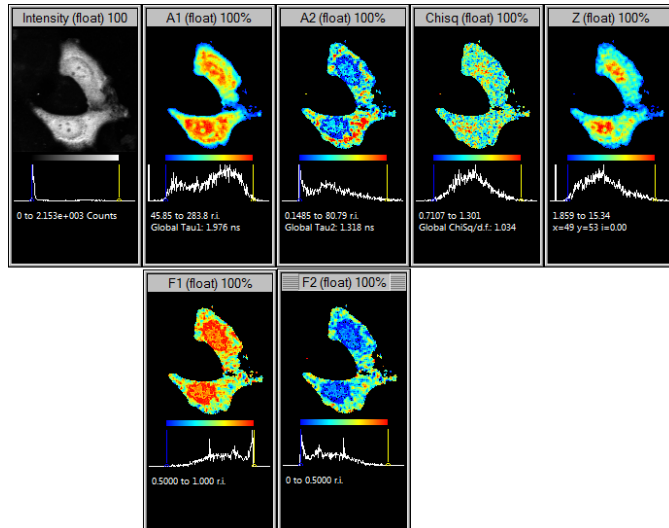 Intensity (float) 100
A1 (float) 100%
A2 (float) 100%
Chisq (float) 100%
Z (float) 100%
0 to 2.153e+003 Counts
45.85 to 283.8 r.i.
Global Tau1: 1.976 ns
0.1485 to 80.79 r.i.
Global Tau2: 1.318 ns
0.7107 to 1.301
Global ChiSq/d.f.: 1.034
1.859 to 15.34
x=49 y=53 i=0.00
F1 (float) 100%
F2 (float) 100%
0.5000 to 1.000 r.i.
0 to 0.5000 r.i.